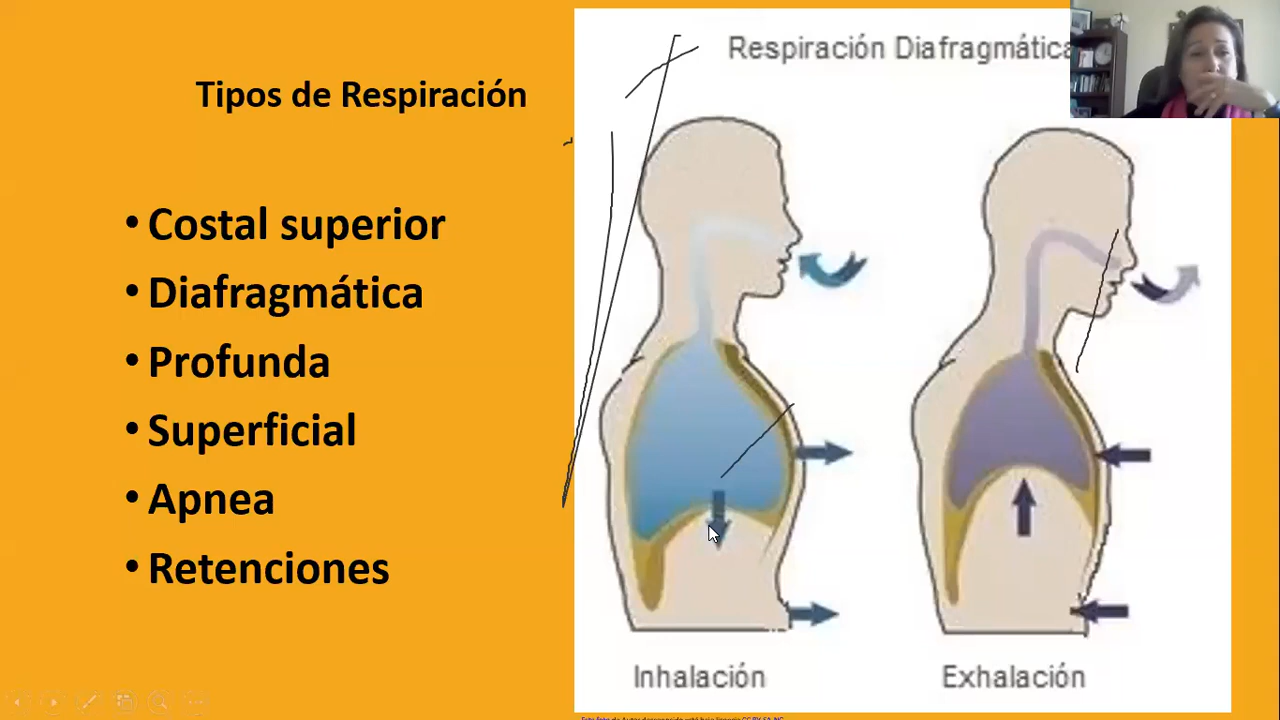 Tipos de Respiración
• Costal superior
• Diafragmática
• Profunda
• Superficial
• Apnea
• Retenciones
Respiración Diafragmática
Inhalación
Exhalación